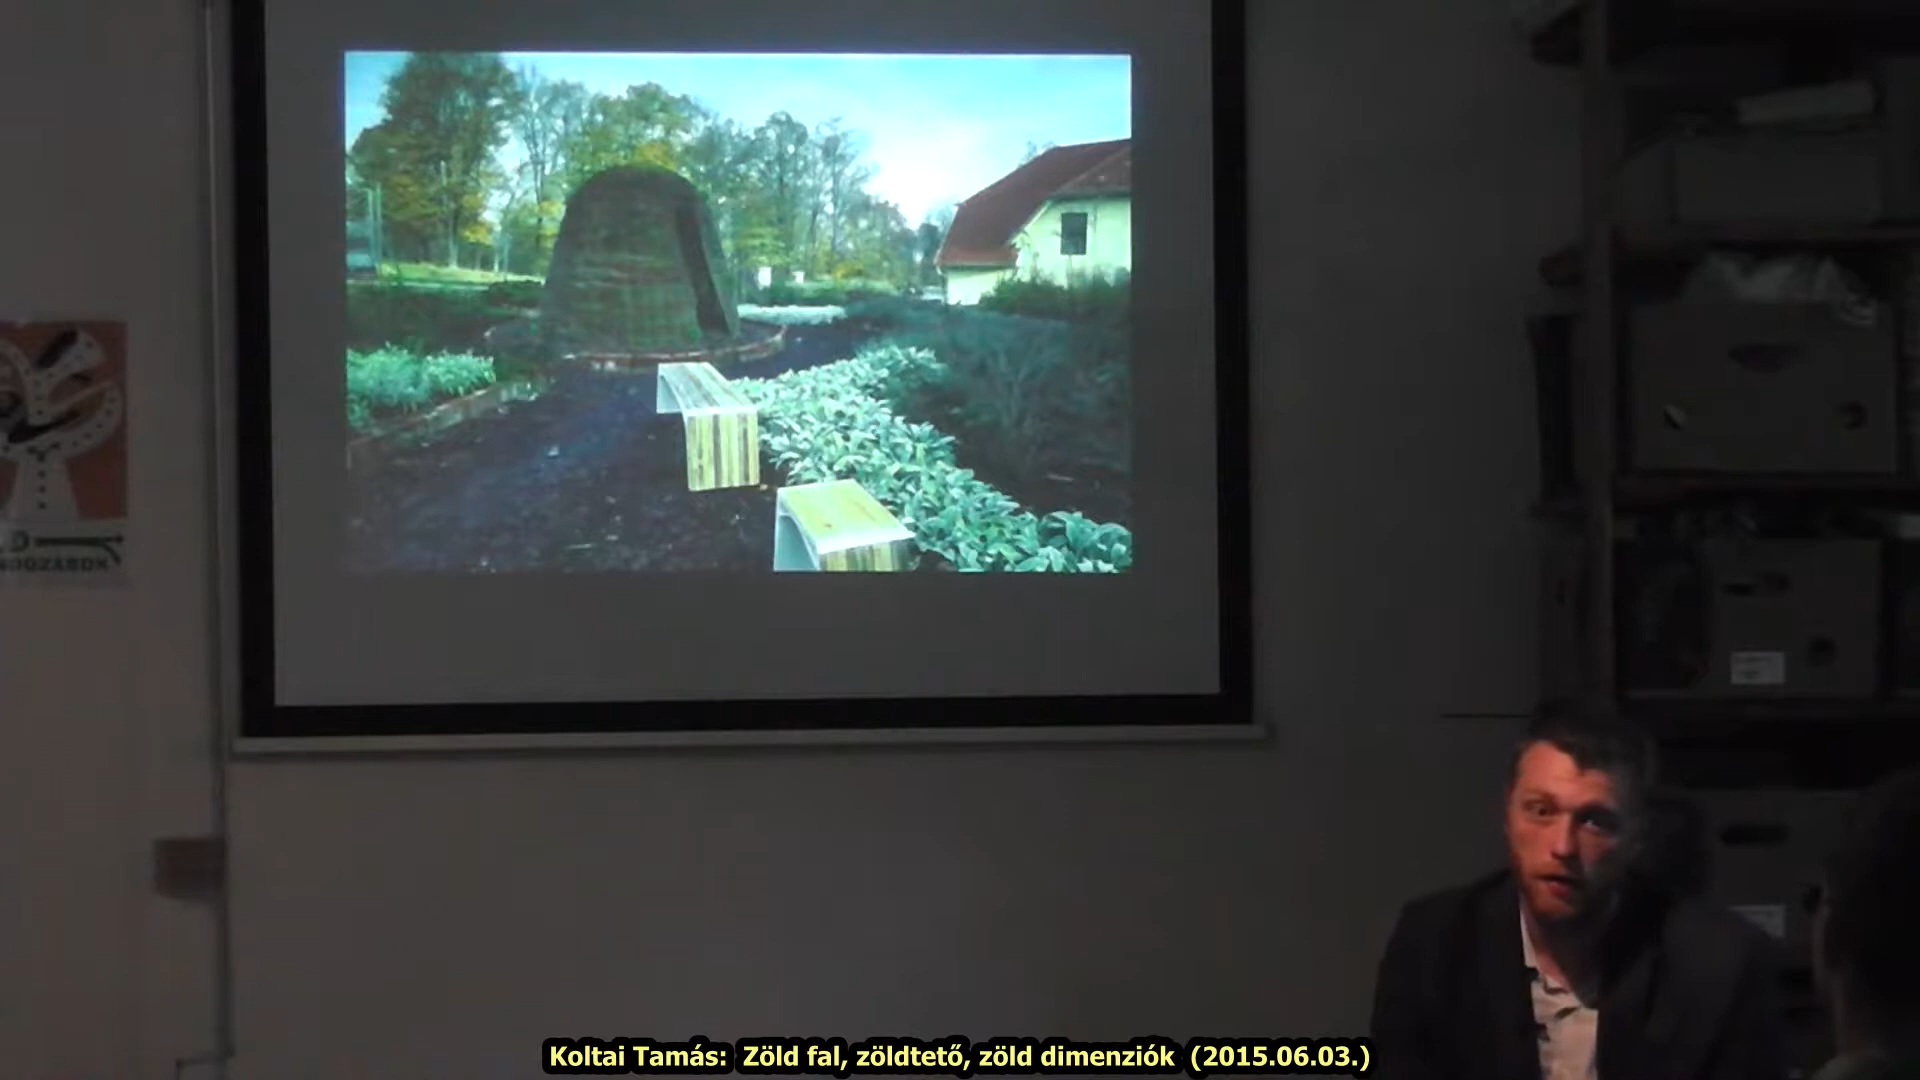 Koltai Tamás: Zöld fal, zöldtető, zöld dimenziók (2015.06.03.)